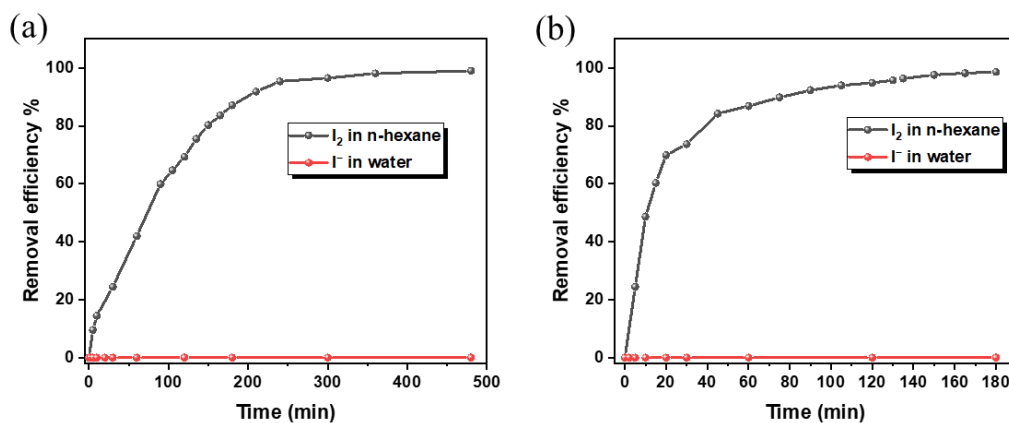 (a)
Removal efficiency %
100
80
60
40
20
0
I₂ in n-hexane
I⁻ in water
0 100 200 300 400 500
Time (min)
(b)
Removal efficiency %
100
80
60
40
20
0
I₂ in n-hexane
I⁻ in water
0 20 40 60 80 100 120 140 160 180
Time (min)